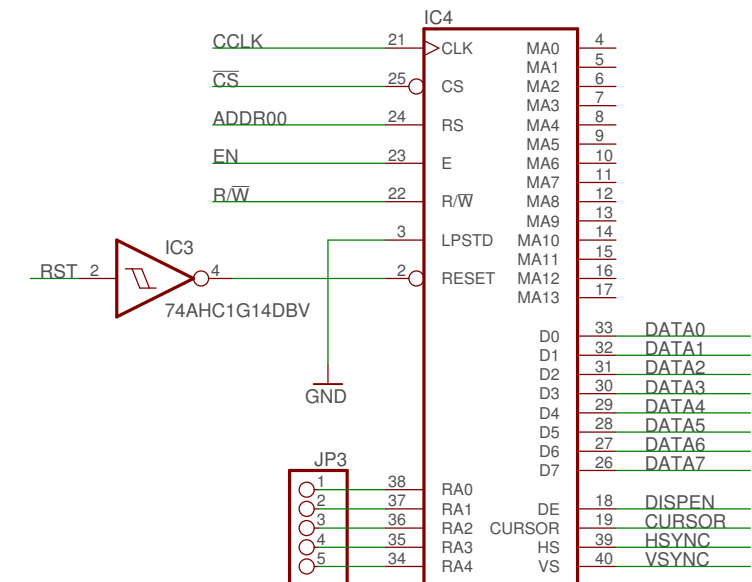 IC4
CCLK 21 CLK MA0 4
MA1 5
C̅S̅ 25 CS MA2 6
MA3 7
ADDR00 24 RS MA4 8
MA5 9
EN 23 E MA6 10
MA7 11
R/W̅ 22 R/W̅ MA8 12
MA9 13
3 LPSTD MA10 14
IC3 MA11 15
RST 2 4 2 RESET MA12 16
MA13 17
74AHC1G14DBV
D0 33 DATA0
D1 32 DATA1
D2 31 DATA2
D3 30 DATA3
GND
D4 29 DATA4
D5 28 DATA5
D6 27 DATA6
JP3 D7 26 DATA7
1 38 RA0
2 37 RA1 DE 18 DISPEN
3 36 RA2 CURSOR 19 CURSOR
4 35 RA3 HS 39 HSYNC
5 34 RA4 VS 40 VSYNC